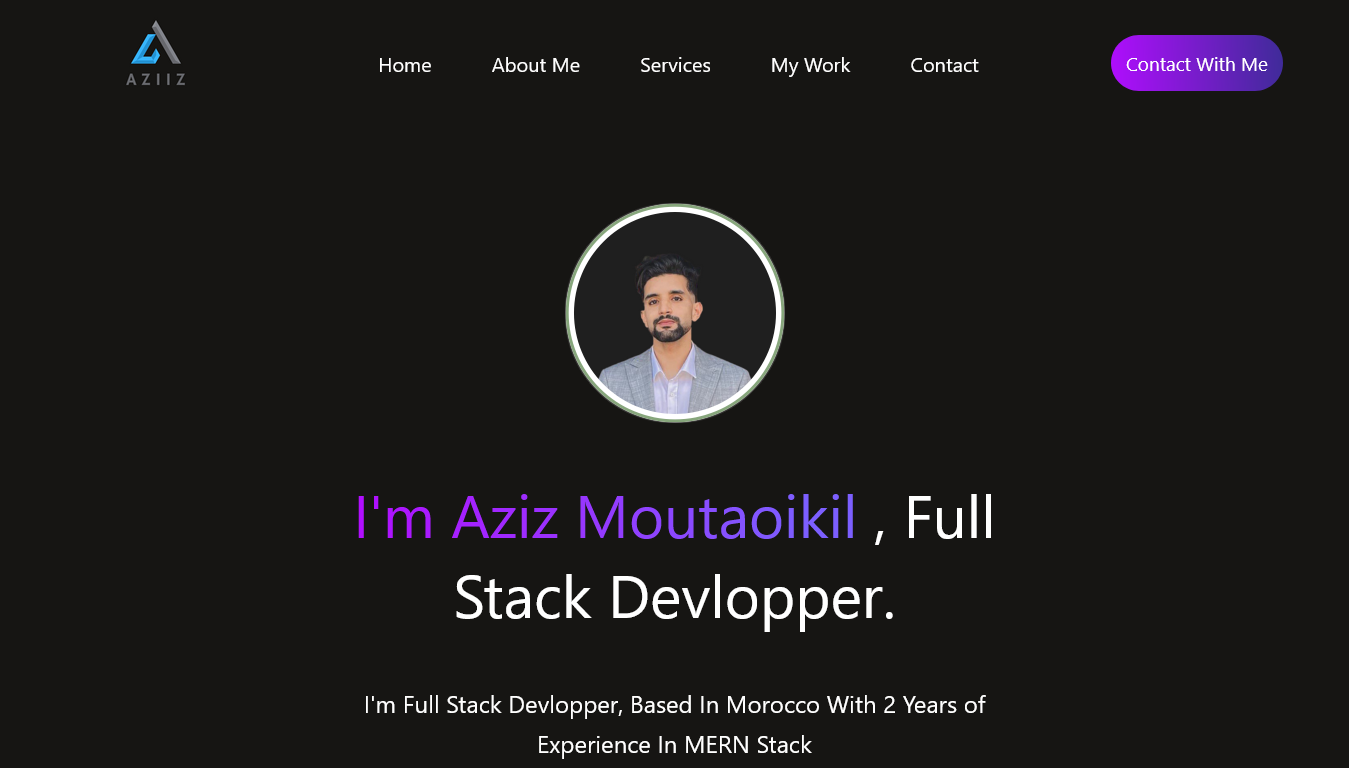 AZIIZ
Home
About Me
Services
My Work
Contact
Contact With Me
I'm Aziz Moutaoikil , Full
Stack Devlopper.
I'm Full Stack Devlopper, Based In Morocco With 2 Years of
Experience In MERN Stack